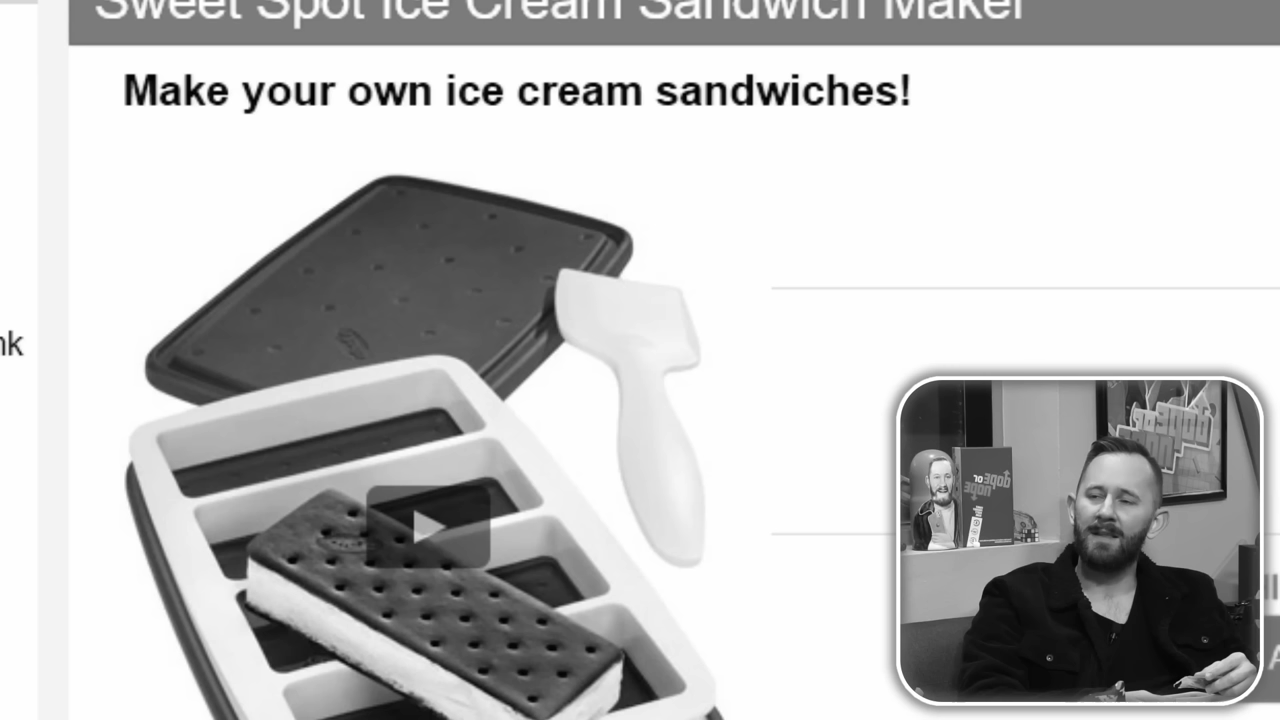 Sweet Spot Ice Cream Sandwich Maker
Make your own ice cream sandwiches!
nk
dope or
nope